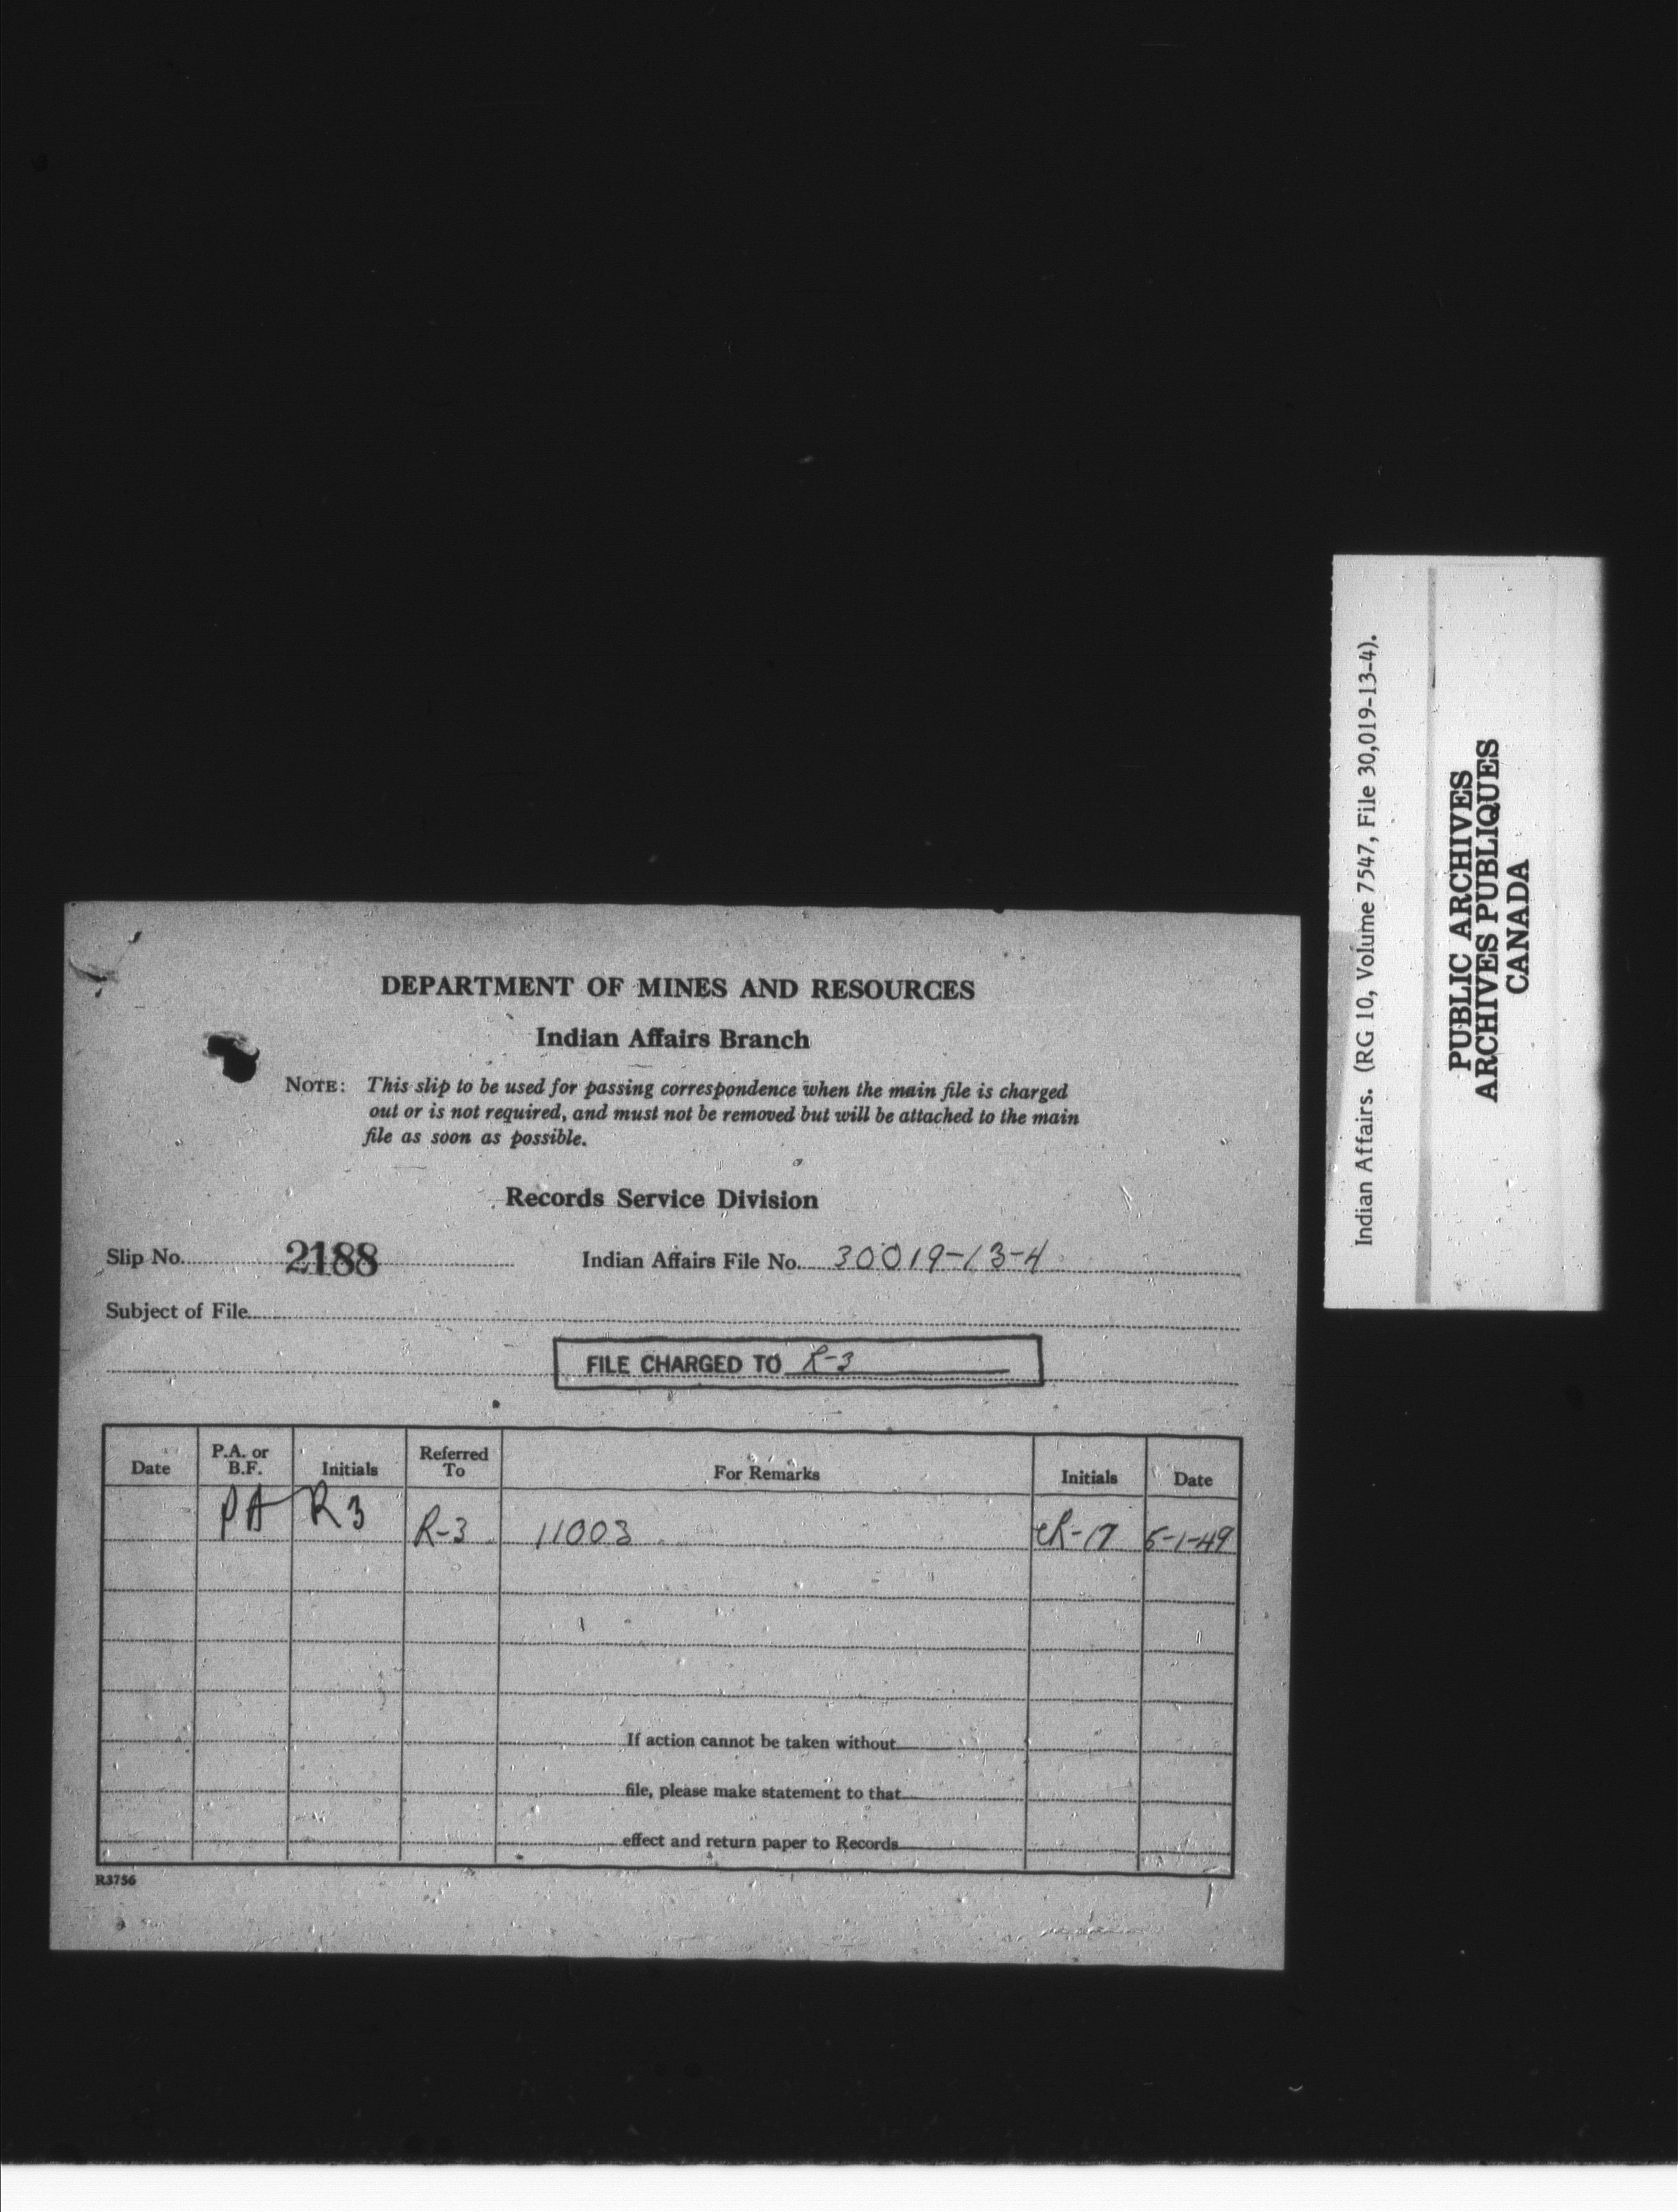 DEPARTMENT OF MINES AND RESOURCES
Indian Affairs Branch
NOTE: This slip to be used for passing correspondence when the main file is charged
out or is not required, and must not be removed but will be attached to the main
file as soon as possible.
Records Service Division
Slip No. 2188 Indian Affairs File No. 30019-13-4
Subject of File
FILE CHARGED TO R-3
Date P.A. or B.F. Initials Referred To For Remarks Initials Date
PA R3 R-3 11003 5-1-49
If action cannot be taken without
file, please make statement to that
effect and return paper to Records
R3756
Indian Affairs. (RG 10, Volume 7547, File 30,019-13-4).
PUBLIC ARCHIVES
ARCHIVES PUBLIQUES
CANADA